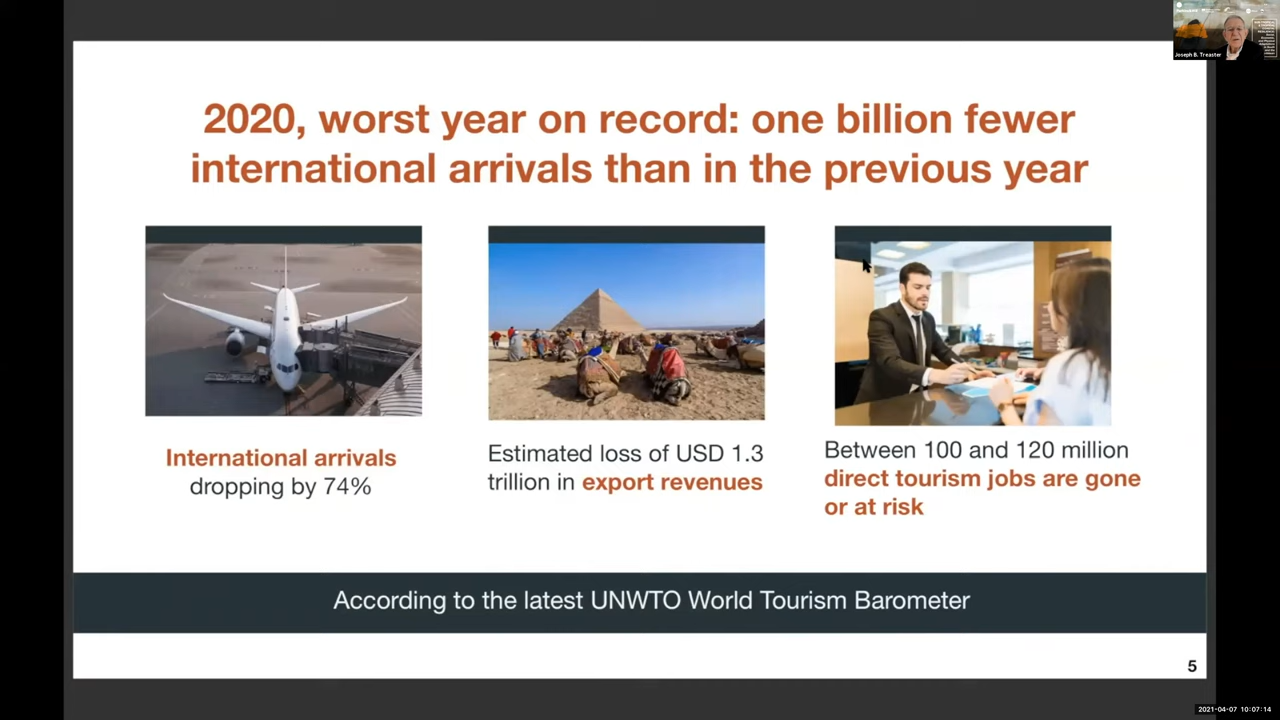 2020, worst year on record: one billion fewer
international arrivals than in the previous year
International arrivals
dropping by 74%
Estimated loss of USD 1.3
trillion in export revenues
Between 100 and 120 million
direct tourism jobs are gone
or at risk
According to the latest UNWTO World Tourism Barometer
5
Joseph B. Treaster
2021-04-07 10:07:14